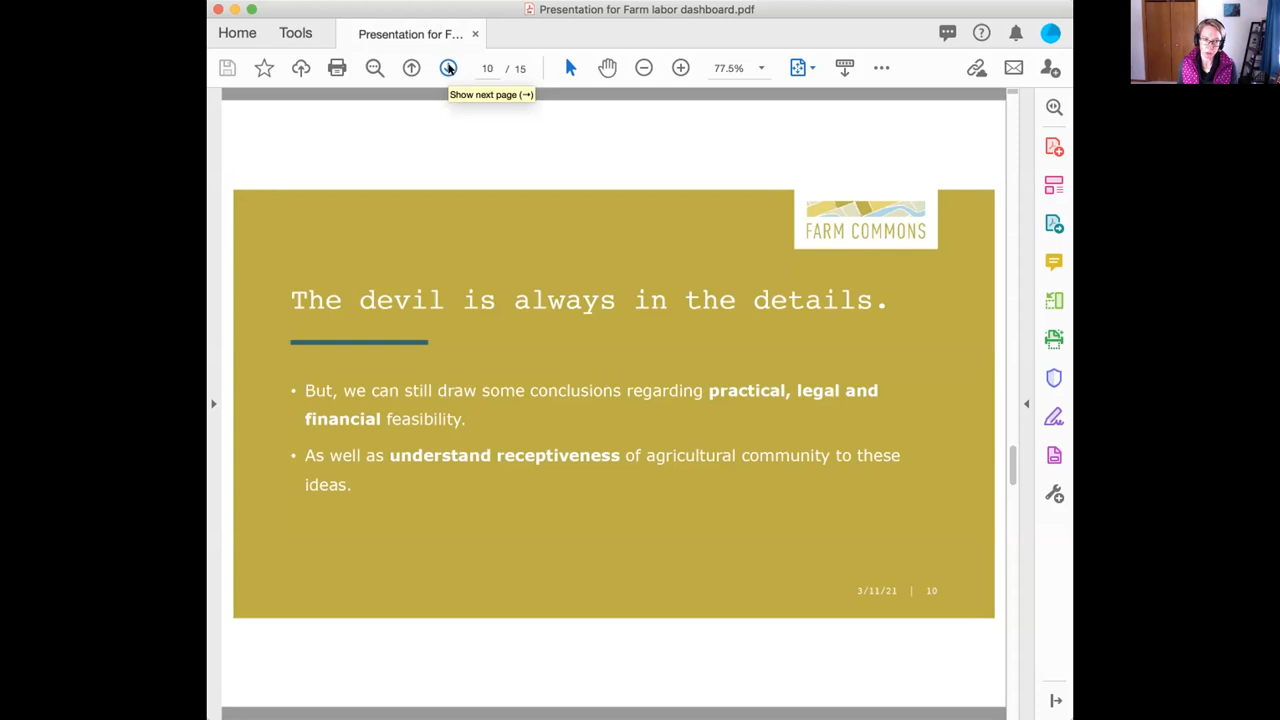 Presentation for Farm labor dashboard.pdf
Home
Tools
Presentation for F...
10 / 15
77.5%
Show next page (→)
FARM COMMONS
The devil is always in the details.
• But, we can still draw some conclusions regarding practical, legal and
financial feasibility.
• As well as understand receptiveness of agricultural community to these
ideas.
3/11/21 | 10